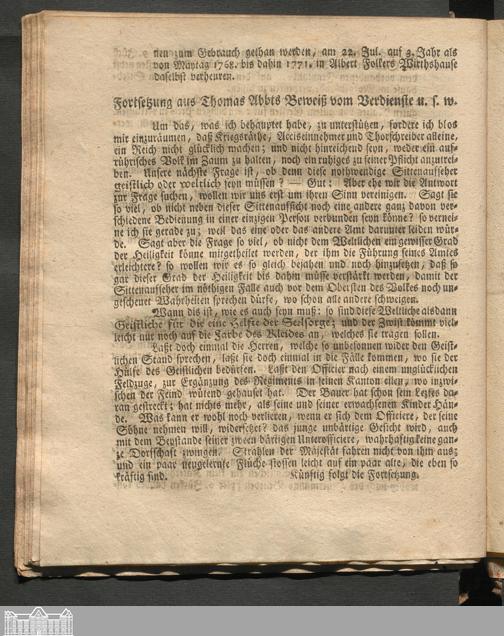 nen zum Gebrauch gethan werden, am 22. Jul. auf 3. Jahr als
von Maytag 1768. bis dahin 1771, in Albert Folkers Wirthshause
daselbst verheuren.
Fortsetzung aus Thomas Abbts Beweiß vom Verdienste u. s. w.
Um das, was ich behauptet habe, zu unterstützen, fordere ich blos
mir einzuräumen, daß Kriegsräthe, Acciseinnehmer und Thorschreiber alleine,
ein Reich nicht glücklich machen; und nicht hinreichend seyn, weder ein auf-
rührisches Volk im Zaum zu halten, noch ein ruhiges zu seiner Pflicht anzutrei-
ben. Unsere nächste Frage ist, ob denn diese nothwendige Sittenaufseher
geistlich oder weltlich seyn müssen? — Gut: Aber ehe wir die Antwort
zur Frage suchen, wollen wir uns erst um ihren Sinn vereinigen. Sagt sie
so viel, ob nicht neben dieser Sittenaufsicht noch eine andere ganz davon ver-
schiedene Bedienung in einer einzigen Person verbunden seyn könne? so vernei-
ne ich sie gerade zu; weil das eine oder das andere Amt darunter leiden wür-
de. Sagt aber die Frage so viel, ob nicht dem Weltlichen ein gewisser Grad
der Heiligkeit könne mitgetheilet werden, der ihm die Führung seines Amtes
erleichtere? so wollen wir es so gleich bejahen und noch hinzusetzen, daß so
gar dieser Grad der Heiligkeit bis dahin müsse verstärkt werden, damit der
Sittenaufseher im nöthigen Falle auch vor dem Obersten des Volkes noch un-
gescheuet Wahrheiten sprechen dürfe, wo schon alle andere schweigen.
Wann dis ist, wie es auch seyn muß: so sind diese Weltliche alsdann
Geistliche für die eine Helfte der Seelsorge; und der Zwist kömmt viel-
leicht nur noch auf die Farbe des Kleides an, welches sie tragen sollen.
Laßt doch einmal die Herren, welche so unbesonnen wider den Geist-
lichen Stand sprechen, laßt sie doch einmal in die Fälle kommen, wo sie der
Hülfe des Geistlichen bedürfen. Laßt den Officier nach einem unglücklichen
Feldzuge, zur Ergänzung des Regiments in seinen Kanton eilen, wo inzwi-
schen der Feind wütend gehauset hat. Der Bauer hat schon sein Leztes da-
ran gestreckt; hat nichts mehr, als seine und seiner erwachsenen Kinder Hän-
de. Was kann er wohl noch verlieren, wenn er sich dem Officiere, der seine
Söhne nehmen will, widersetzet? das junge unbärtige Gesicht wird, auch
mit dem Beystande seiner zween bärtigen Unterofficiere, wahrhaftig keine gan-
ze Dorfschaft zwingen. Strahlen der Majestät fahren nicht von ihm aus;
und ein paar neugelernte Flüche stossen leicht auf ein paar alte, die eben so
kräftig sind. Künftig folgt die Fortsetzung.